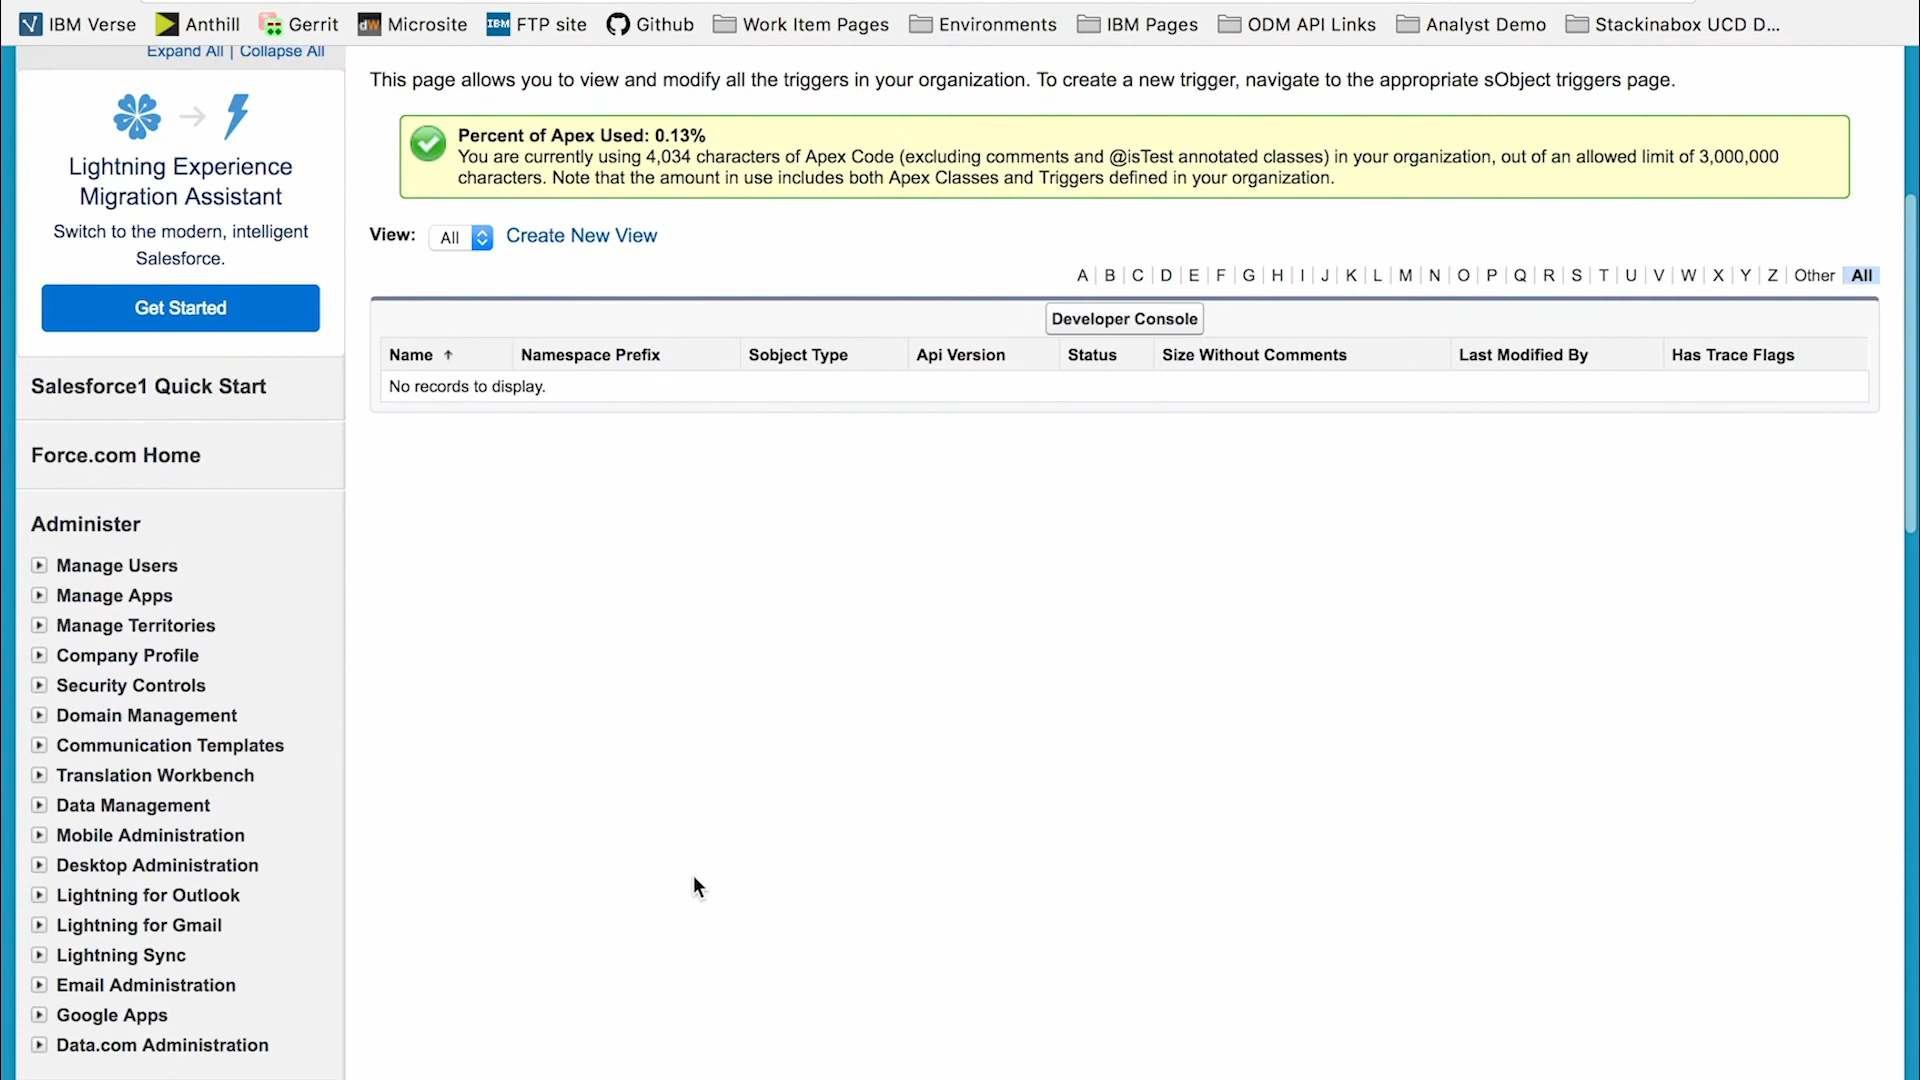 IBM Verse Anthill Gerrit dW Microsite IBM FTP site Github Work Item Pages Environments IBM Pages ODM API Links Analyst Demo Stackinabox UCD D...
Expand All | Collapse All
Lightning Experience
Migration Assistant
Switch to the modern, intelligent
Salesforce.
Get Started
Salesforce1 Quick Start
Force.com Home
Administer
Manage Users
Manage Apps
Manage Territories
Company Profile
Security Controls
Domain Management
Communication Templates
Translation Workbench
Data Management
Mobile Administration
Desktop Administration
Lightning for Outlook
Lightning for Gmail
Lightning Sync
Email Administration
Google Apps
Data.com Administration
This page allows you to view and modify all the triggers in your organization. To create a new trigger, navigate to the appropriate sObject triggers page.
Percent of Apex Used: 0.13%
You are currently using 4,034 characters of Apex Code (excluding comments and @isTest annotated classes) in your organization, out of an allowed limit of 3,000,000
characters. Note that the amount in use includes both Apex Classes and Triggers defined in your organization.
View: All Create New View
A | B | C | D | E | F | G | H | I | J | K | L | M | N | O | P | Q | R | S | T | U | V | W | X | Y | Z | Other All
Developer Console
Name Namespace Prefix Sobject Type Api Version Status Size Without Comments Last Modified By Has Trace Flags
No records to display.